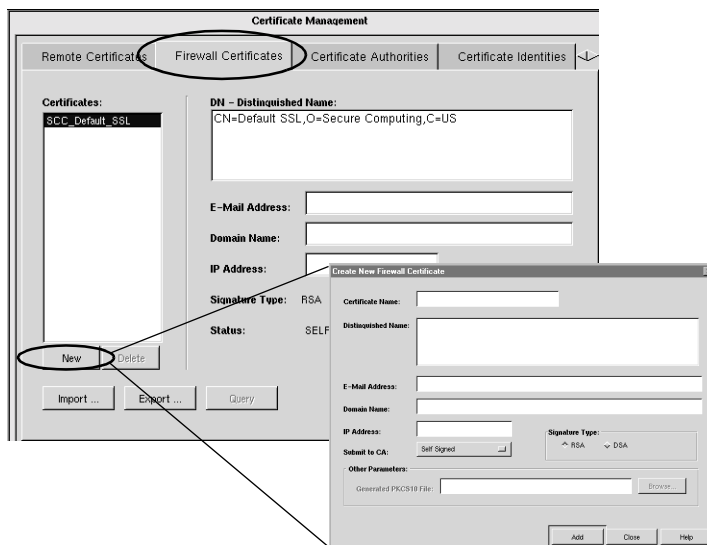 Certificate Management
Remote Certificates
Firewall Certificates
Certificate Authorities
Certificate Identities
Certificates:
SCC_Default_SSL
DN - Distinguished Name:
CN=Default SSL,O=Secure Computing,C=US
E-Mail Address:
Domain Name:
IP Address:
Signature Type: RSA
Status: SELF
New
Delete
Import ...
Export ...
Query
Create New Firewall Certificate
Certificate Name:
Distinguished Name:
E-Mail Address:
Domain Name:
IP Address:
Submit to CA: Self Signed
Signature Type:
RSA
DSA
Other Parameters:
Generated PKCS10 File:
Browse...
Add
Close
Help